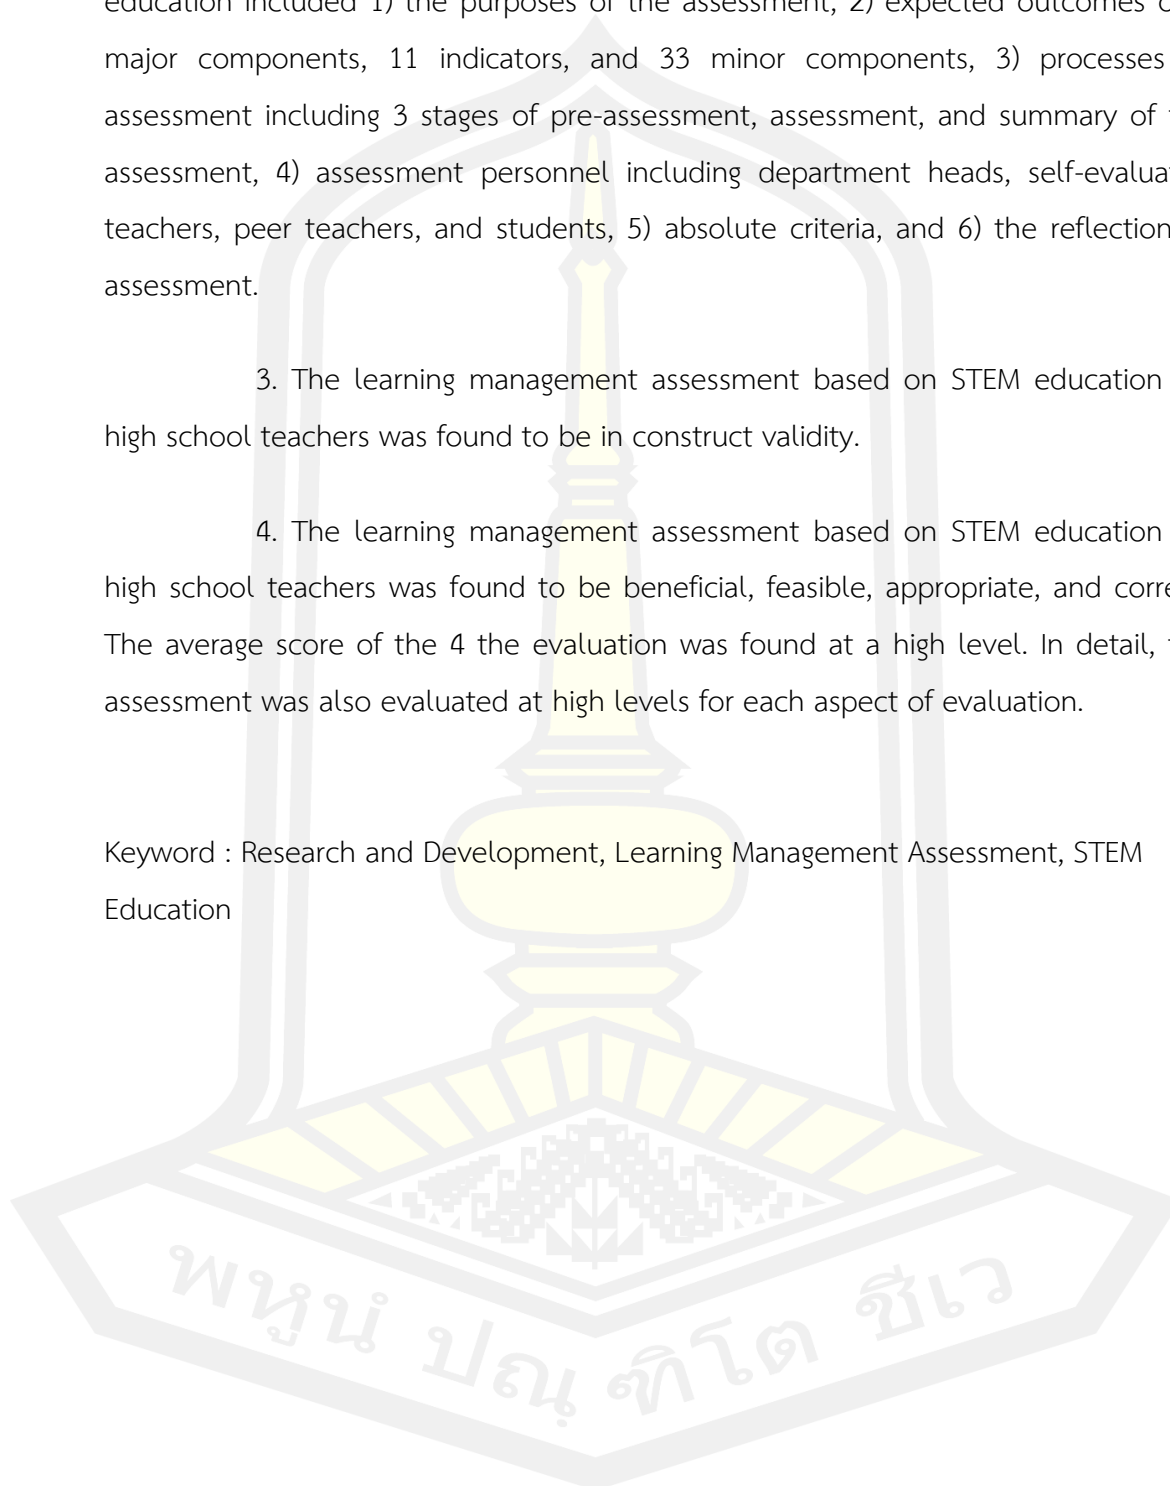 education included 1) the purposes of the assessment, 2) expected outcomes
major components, 11 indicators, and 33 minor components, 3) processes
assessment including 3 stages of pre-assessment, assessment, and summary of
assessment, 4) assessment personnel including department heads,
teachers, peer teachers, and students, 5) absolute criteria, and 6) the reflection
assessment.
3. The learning management assessment based on STEM education
high school teachers was found to be in construct validity.
4. The learning management assessment based on STEM education
high school teachers was found to be beneficial, feasible, appropriate, and
The average score of the 4 the evaluation was found at a high level. In detail,
assessment was also evaluated at high levels for each aspect of evaluation.
Keyword : Research and Development, Learning Management Assessment, STEM
Education
พหูนํ ปณฺฑิโต ชีเว